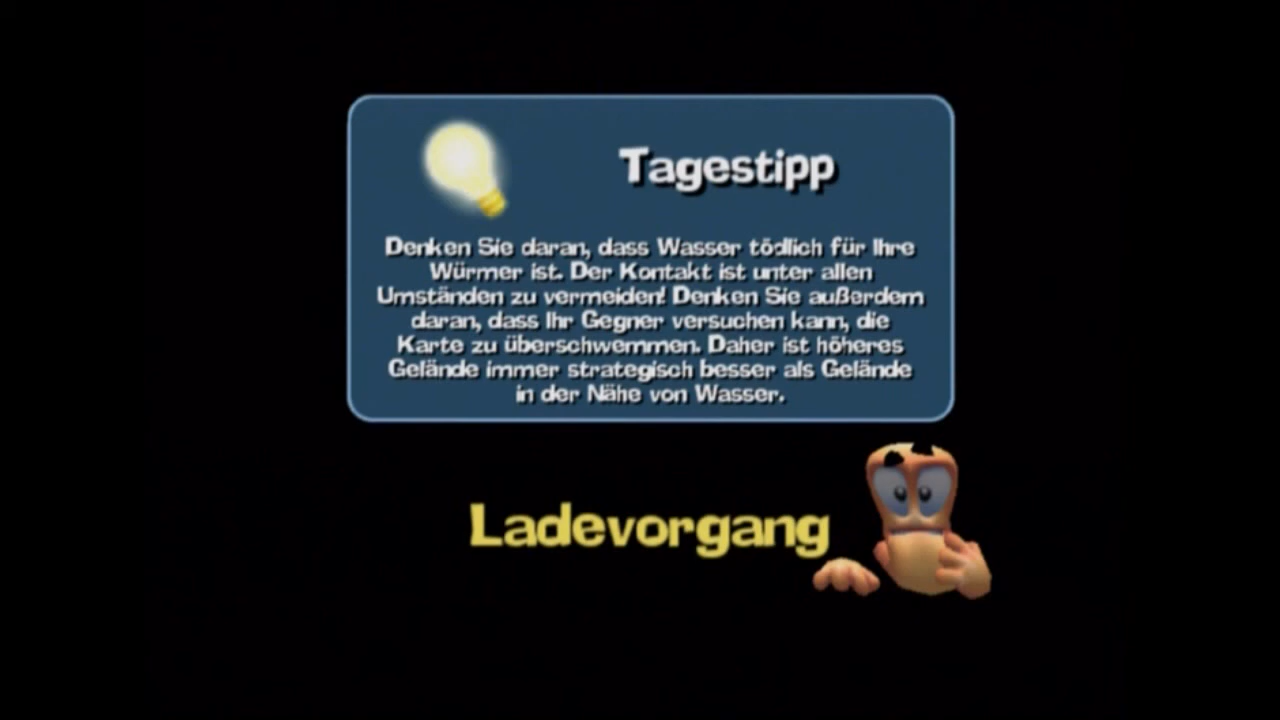 Tagestipp
Denken Sie daran, dass Wasser tödlich für Ihre
Würmer ist. Der Kontakt ist unter allen
Umständen zu vermeiden! Denken Sie außerdem
daran, dass Ihr Gegner versuchen kann, die
Karte zu überschwemmen. Daher ist höheres
Gelände immer strategisch besser als Gelände
in der Nähe von Wasser.
Ladevorgang